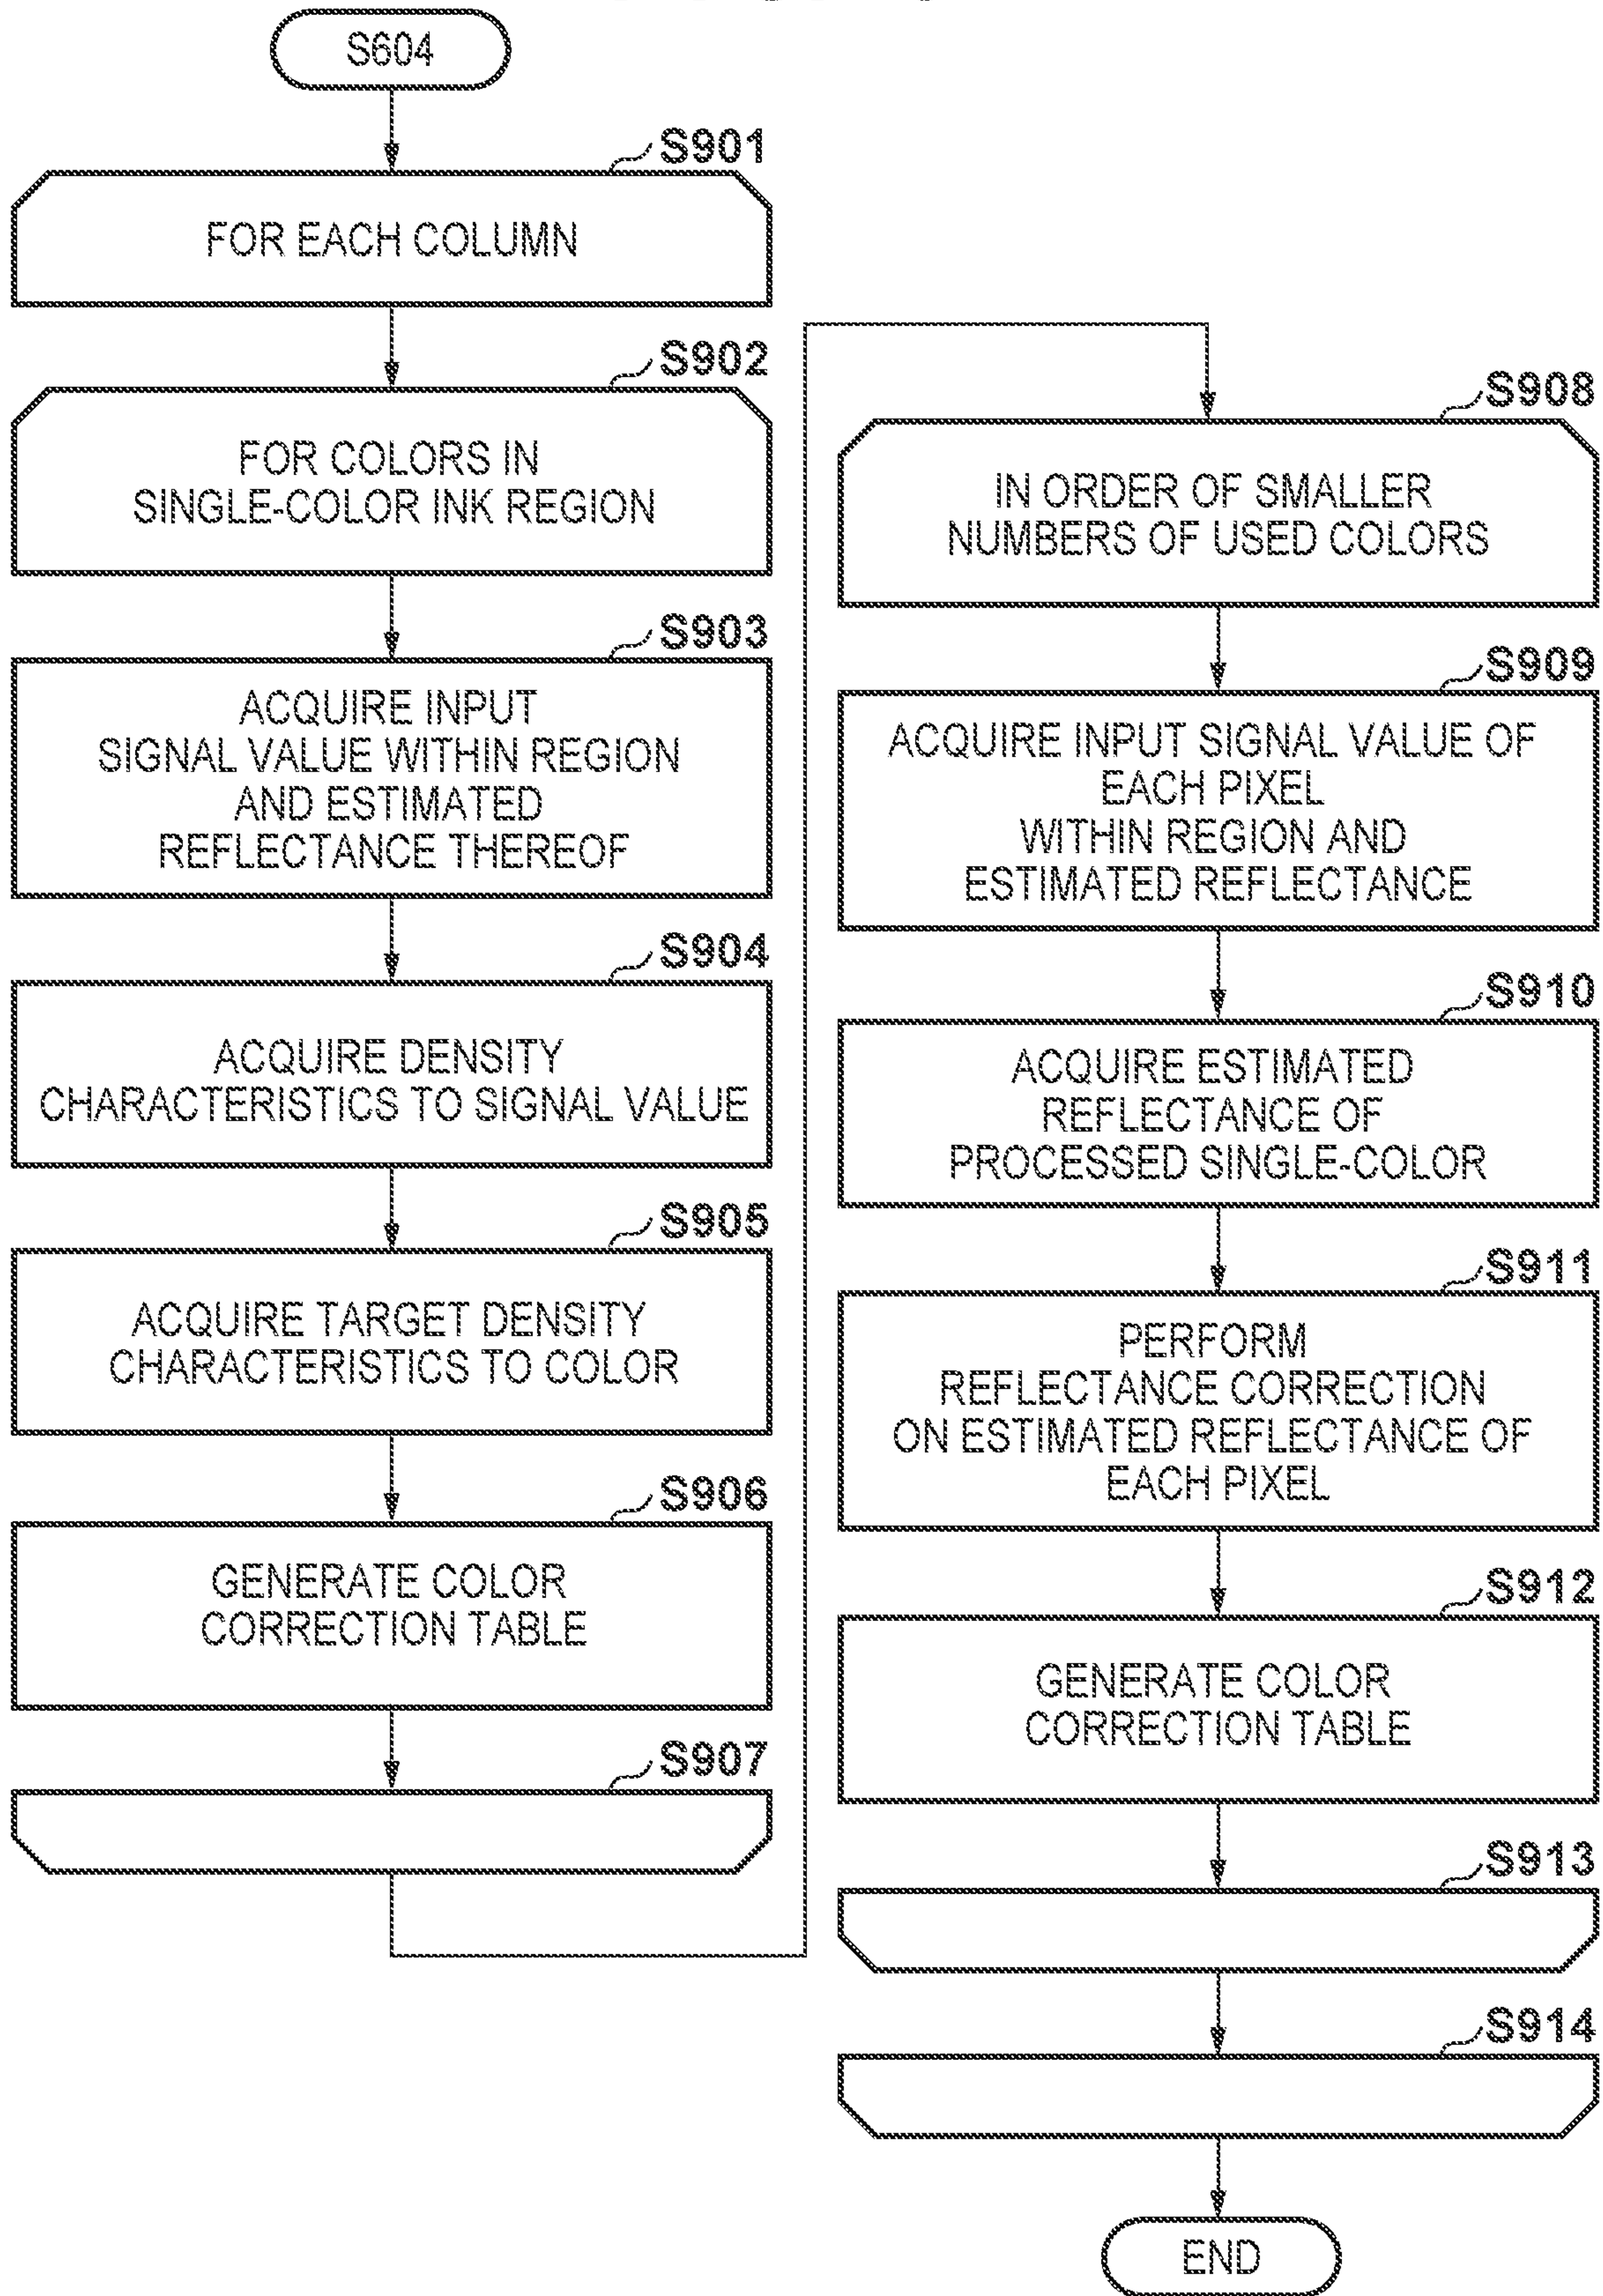 S604
S901
FOR EACH COLUMN
S902
FOR COLORS IN
SINGLE-COLOR INK REGION
S903
ACQUIRE INPUT
SIGNAL VALUE WITHIN REGION
AND ESTIMATED
REFLECTANCE THEREOF
S904
ACQUIRE DENSITY
CHARACTERISTICS TO SIGNAL VALUE
S905
ACQUIRE TARGET DENSITY
CHARACTERISTICS TO COLOR
S906
GENERATE COLOR
CORRECTION TABLE
S907
S908
IN ORDER OF SMALLER
NUMBERS OF USED COLORS
S909
ACQUIRE INPUT SIGNAL VALUE OF
EACH PIXEL
WITHIN REGION AND
ESTIMATED REFLECTANCE
S910
ACQUIRE ESTIMATED
REFLECTANCE OF
PROCESSED SINGLE-COLOR
S911
PERFORM
REFLECTANCE CORRECTION
ON ESTIMATED REFLECTANCE OF
EACH PIXEL
S912
GENERATE COLOR
CORRECTION TABLE
S913
S914
END